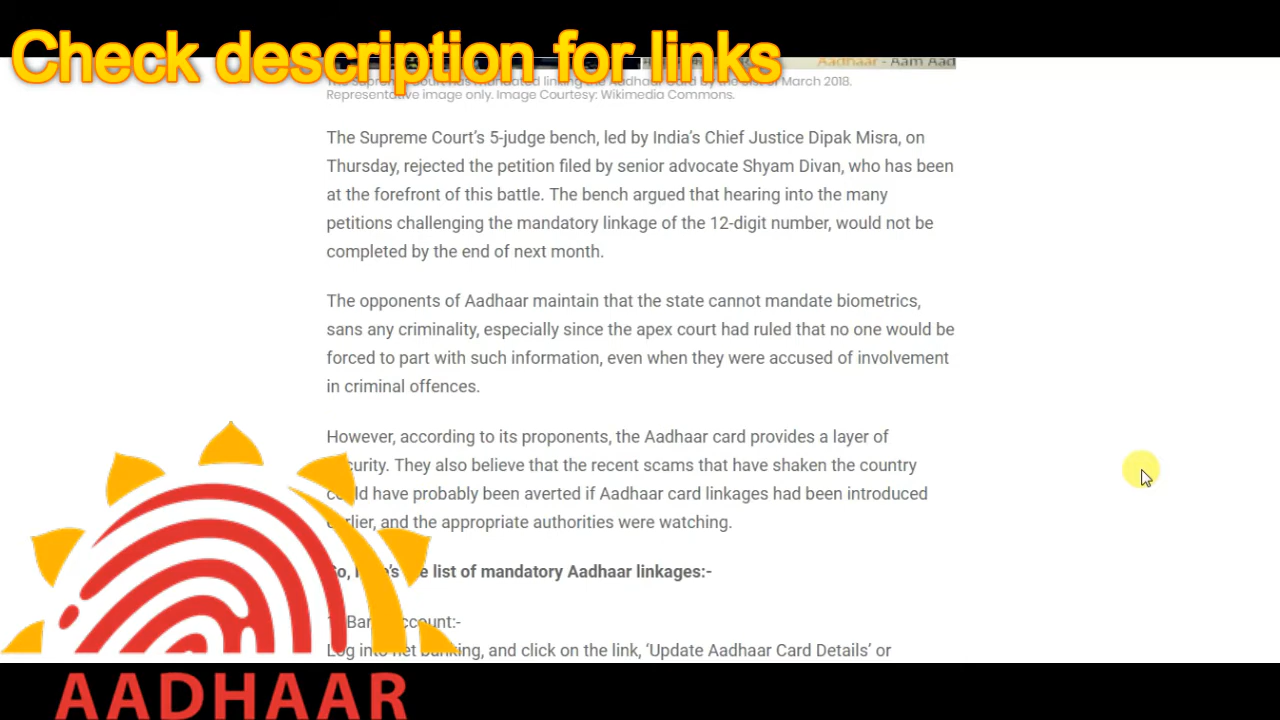 Check description for links
Aadhaar - Aam Aad
March 2018.
Representative image only. Image Courtesy: Wikimedia Commons.
The Supreme Court’s 5-judge bench, led by India’s Chief Justice Dipak Misra, on
Thursday, rejected the petition filed by senior advocate Shyam Divan, who has been
at the forefront of this battle. The bench argued that hearing into the many
petitions challenging the mandatory linkage of the 12-digit number, would not be
completed by the end of next month.
The opponents of Aadhaar maintain that the state cannot mandate biometrics,
sans any criminality, especially since the apex court had ruled that no one would be
forced to part with such information, even when they were accused of involvement
in criminal offences.
However, according to its proponents, the Aadhaar card provides a layer of
curity. They also believe that the recent scams that have shaken the country
have probably been averted if Aadhaar card linkages had been introduced
rlier, and the appropriate authorities were watching.
list of mandatory Aadhaar linkages:-
Log into net banking, and click on the link, ‘Update Aadhaar Card Details’ or
AADHAAR